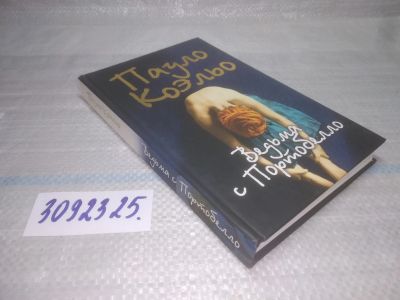 Пауло
Коэльо
Ведьма
с Портобелло
Ведьма с Портобелло
3092325.